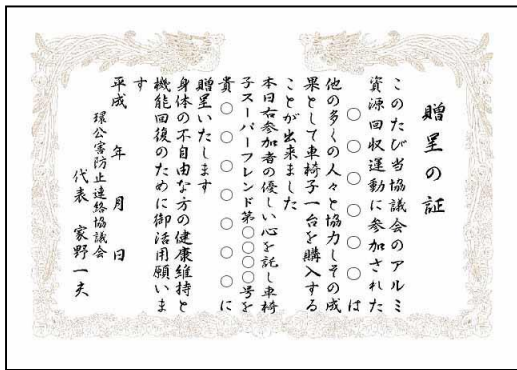 贈呈の証
このたび当協議会のアルミ
資源回収運動に参加された
○○○○○○は
他の多くの人々と協力しその成
果として車椅子一台を購入する
ことが出来ました
本日右参加者の優しい心を託し車椅
子スーパーフレンド第○○○○号を
貴○○○○○○○に
贈呈いたします
身体の不自由な方の健康維持と
機能回復のために御活用願いま
す
平成　年　月　日
環公害防止連絡協議会
代表　家野一夫